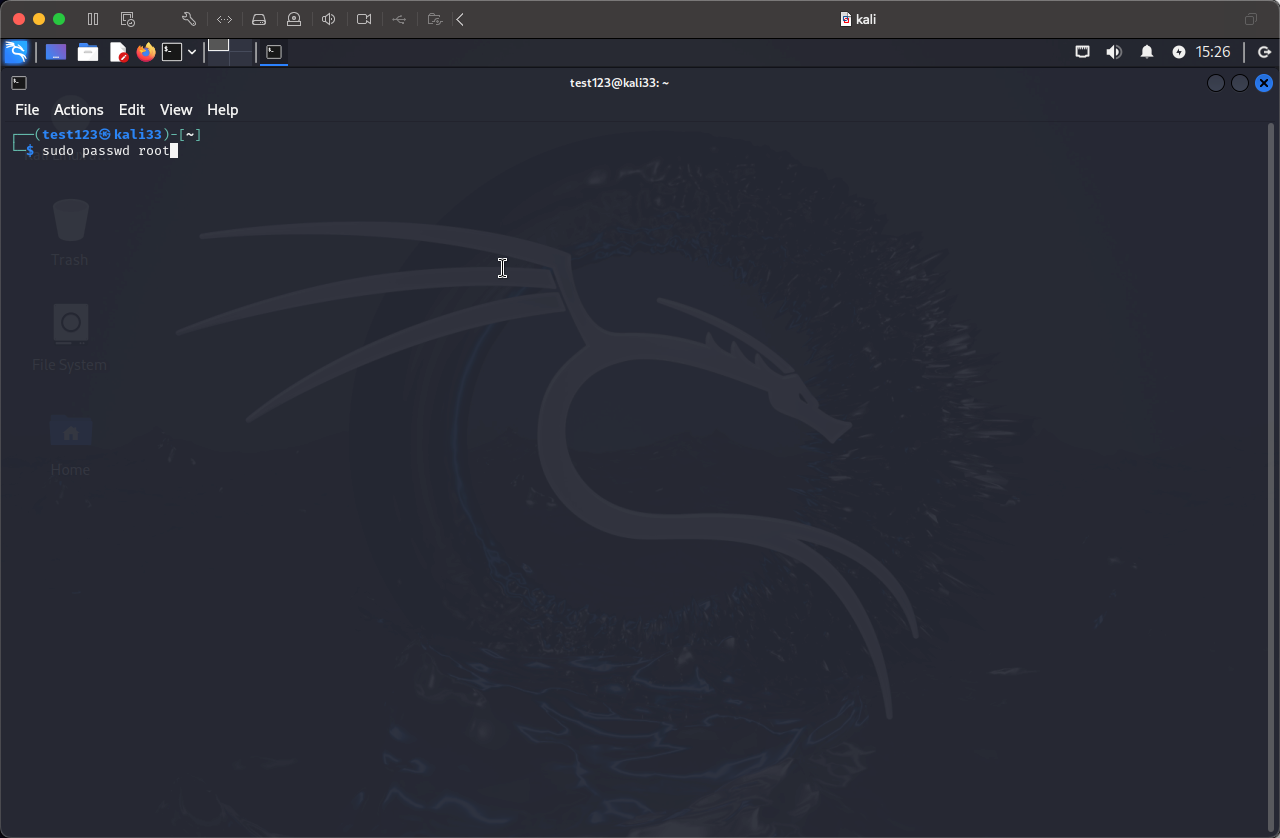 kali
15:26
test123@kali33: ~
File Actions Edit View Help
┌──(test123㉿kali33)-[~]
└─$ sudo passwd root
Trash
File System
Home